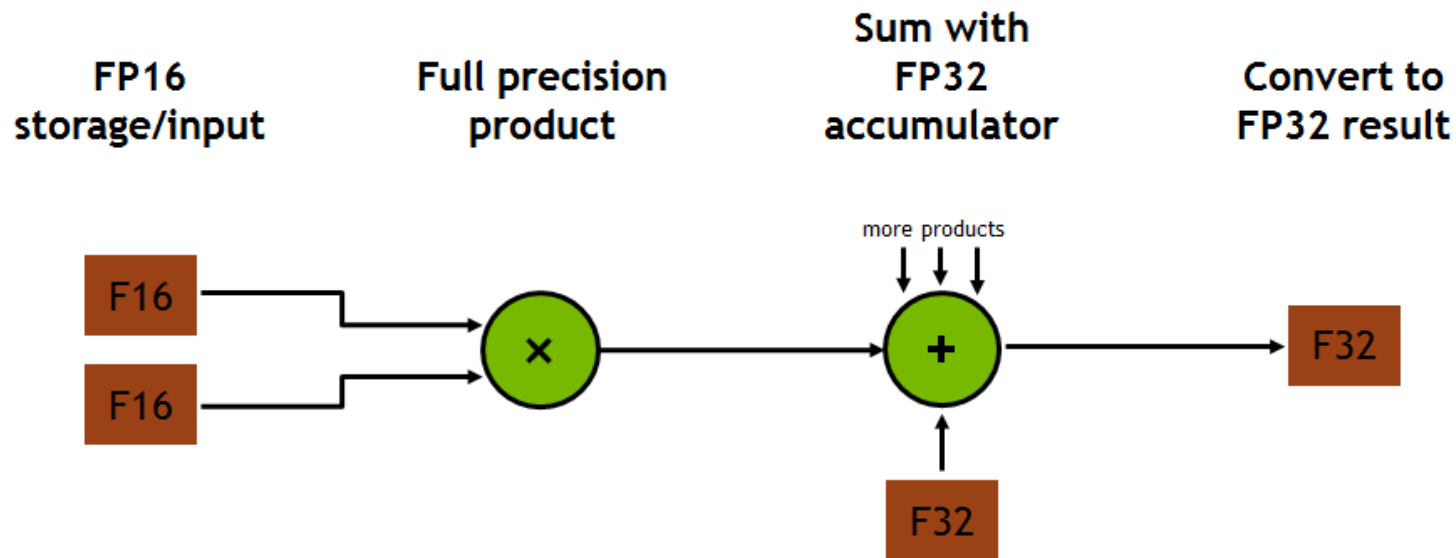 FP16
storage/input
Full precision
product
Sum with
FP32
accumulator
Convert to
FP32 result
more products
F16
F16
×
+
F32
F32